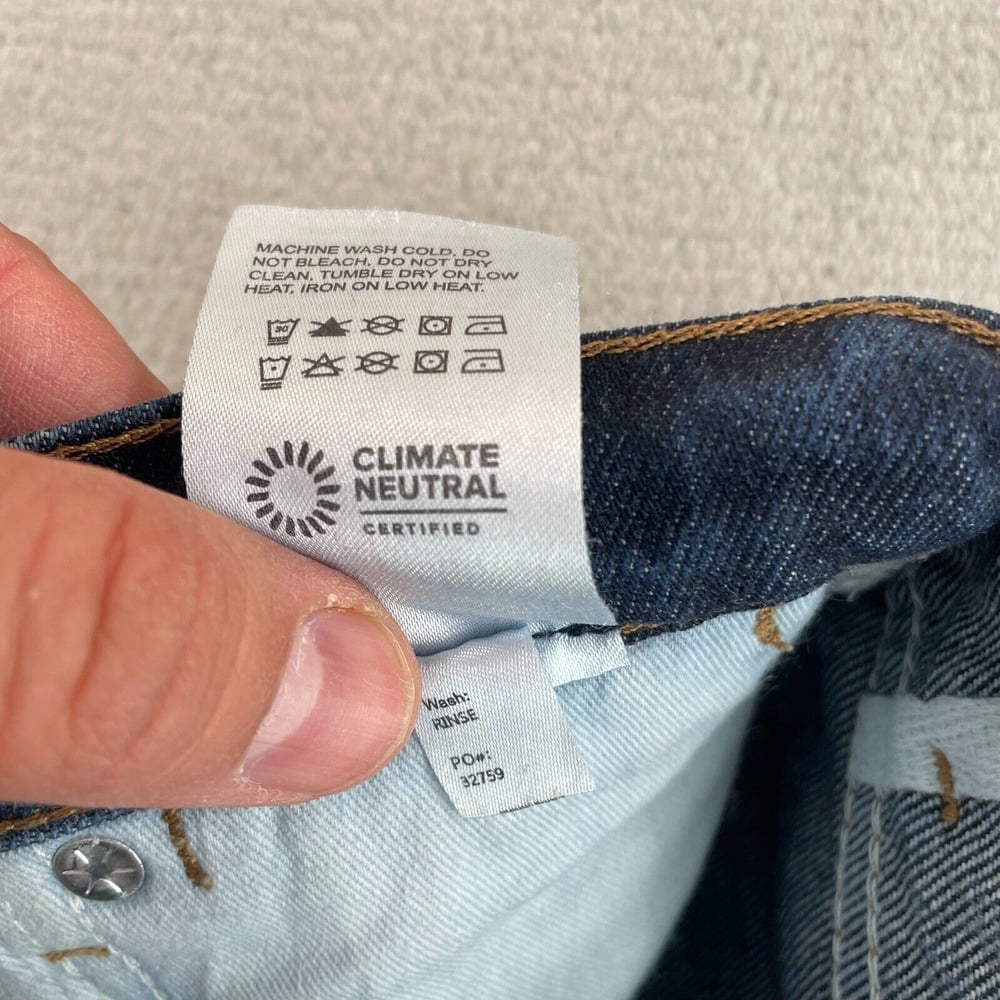 MACHINE WASH COLD, DO
NOT BLEACH, DO NOT DRY
CLEAN, TUMBLE DRY ON LOW
HEAT, IRON ON LOW HEAT.
30
CLIMATE
NEUTRAL
CERTIFIED
Wash:
RINSE
PO#:
32759